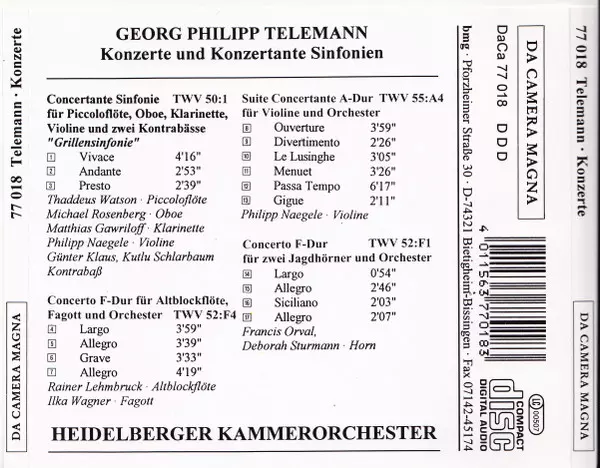 77 018 Telemann · Konzerte
DA CAMERA MAGNA
GEORG PHILIPP TELEMANN
Konzerte und Konzertante Sinfonien
Concertante Sinfonie TWV 50:1
für Piccoloflöte, Oboe, Klarinette,
Violine und zwei Kontrabässe
"Grillensinfonie"
1 Vivace 4'16"
2 Andante 2'53"
3 Presto 2'39"
Thaddeus Watson · Piccoloflöte
Michael Rosenberg · Oboe
Matthias Gawriloff · Klarinette
Philipp Naegele · Violine
Günter Klaus, Kutlu Schlarbaum
Kontrabaß
Concerto F-Dur für Altblockflöte,
Fagott und Orchester TWV 52:F4
4 Largo 3'59"
5 Allegro 3'39"
6 Grave 3'33"
7 Allegro 4'19"
Rainer Lehmbruck · Altblockflöte
Ilka Wagner · Fagott
Suite Concertante A-Dur TWV 55:A4
für Violine und Orchester
8 Ouverture 3'59"
9 Divertimento 2'26"
10 Le Lusinghe 3'05"
11 Menuet 3'26"
12 Passa Tempo 6'17"
13 Gigue 2'11"
Philipp Naegele · Violine
Concerto F-Dur TWV 52:F1
für zwei Jagdhörner und Orchester
14 Largo 0'54"
15 Allegro 2'46"
16 Siciliano 2'03"
17 Allegro 2'07"
Francis Orval,
Deborah Sturmann · Horn
HEIDELBERGER KAMMERORCHESTER
DA CAMERA MAGNA
DaCa 77 018 D D D
bmg · Pforzheimer Straße 30 · D-74321 Bietigheim-Bissingen · Fax 07142-45174
4 011563 770183
LC 00507
COMPACT
disc
DIGITAL AUDIO
77 018 Telemann · Konzerte
DA CAMERA MAGNA